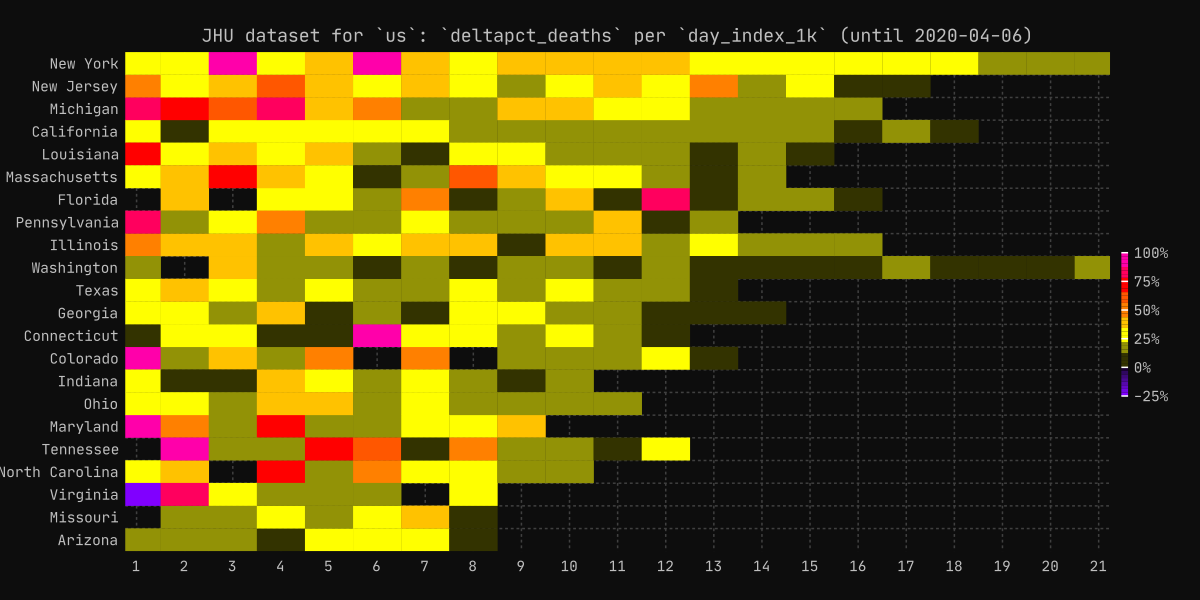 JHU dataset for `us`: `deltapct_deaths` per `day_index_1k` (until 2020-04-06)
New York
New Jersey
Michigan
California
Louisiana
Massachusetts
Florida
Pennsylvania
Illinois
Washington
Texas
Georgia
Connecticut
Colorado
Indiana
Ohio
Maryland
Tennessee
North Carolina
Virginia
Missouri
Arizona
1 2 3 4 5 6 7 8 9 10 11 12 13 14 15 16 17 18 19 20 21
100%
75%
50%
25%
0%
−25%